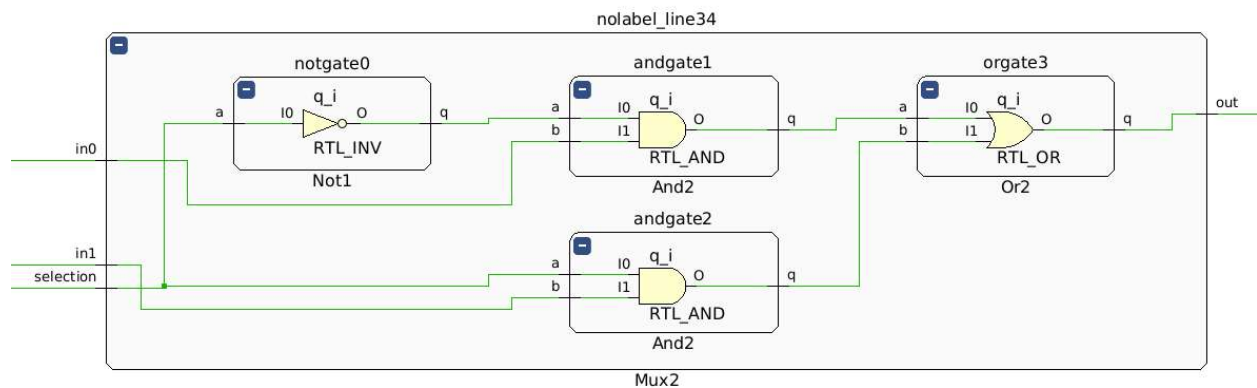 nolabel_line34
notgate0
q_i
a
I0
O
q
RTL_INV
Not1
andgate1
q_i
a
I0
b
I1
O
q
RTL_AND
And2
orgate3
q_i
a
I0
b
I1
O
q
RTL_OR
Or2
out
in0
in1
selection
andgate2
q_i
a
I0
b
I1
O
q
RTL_AND
And2
Mux2